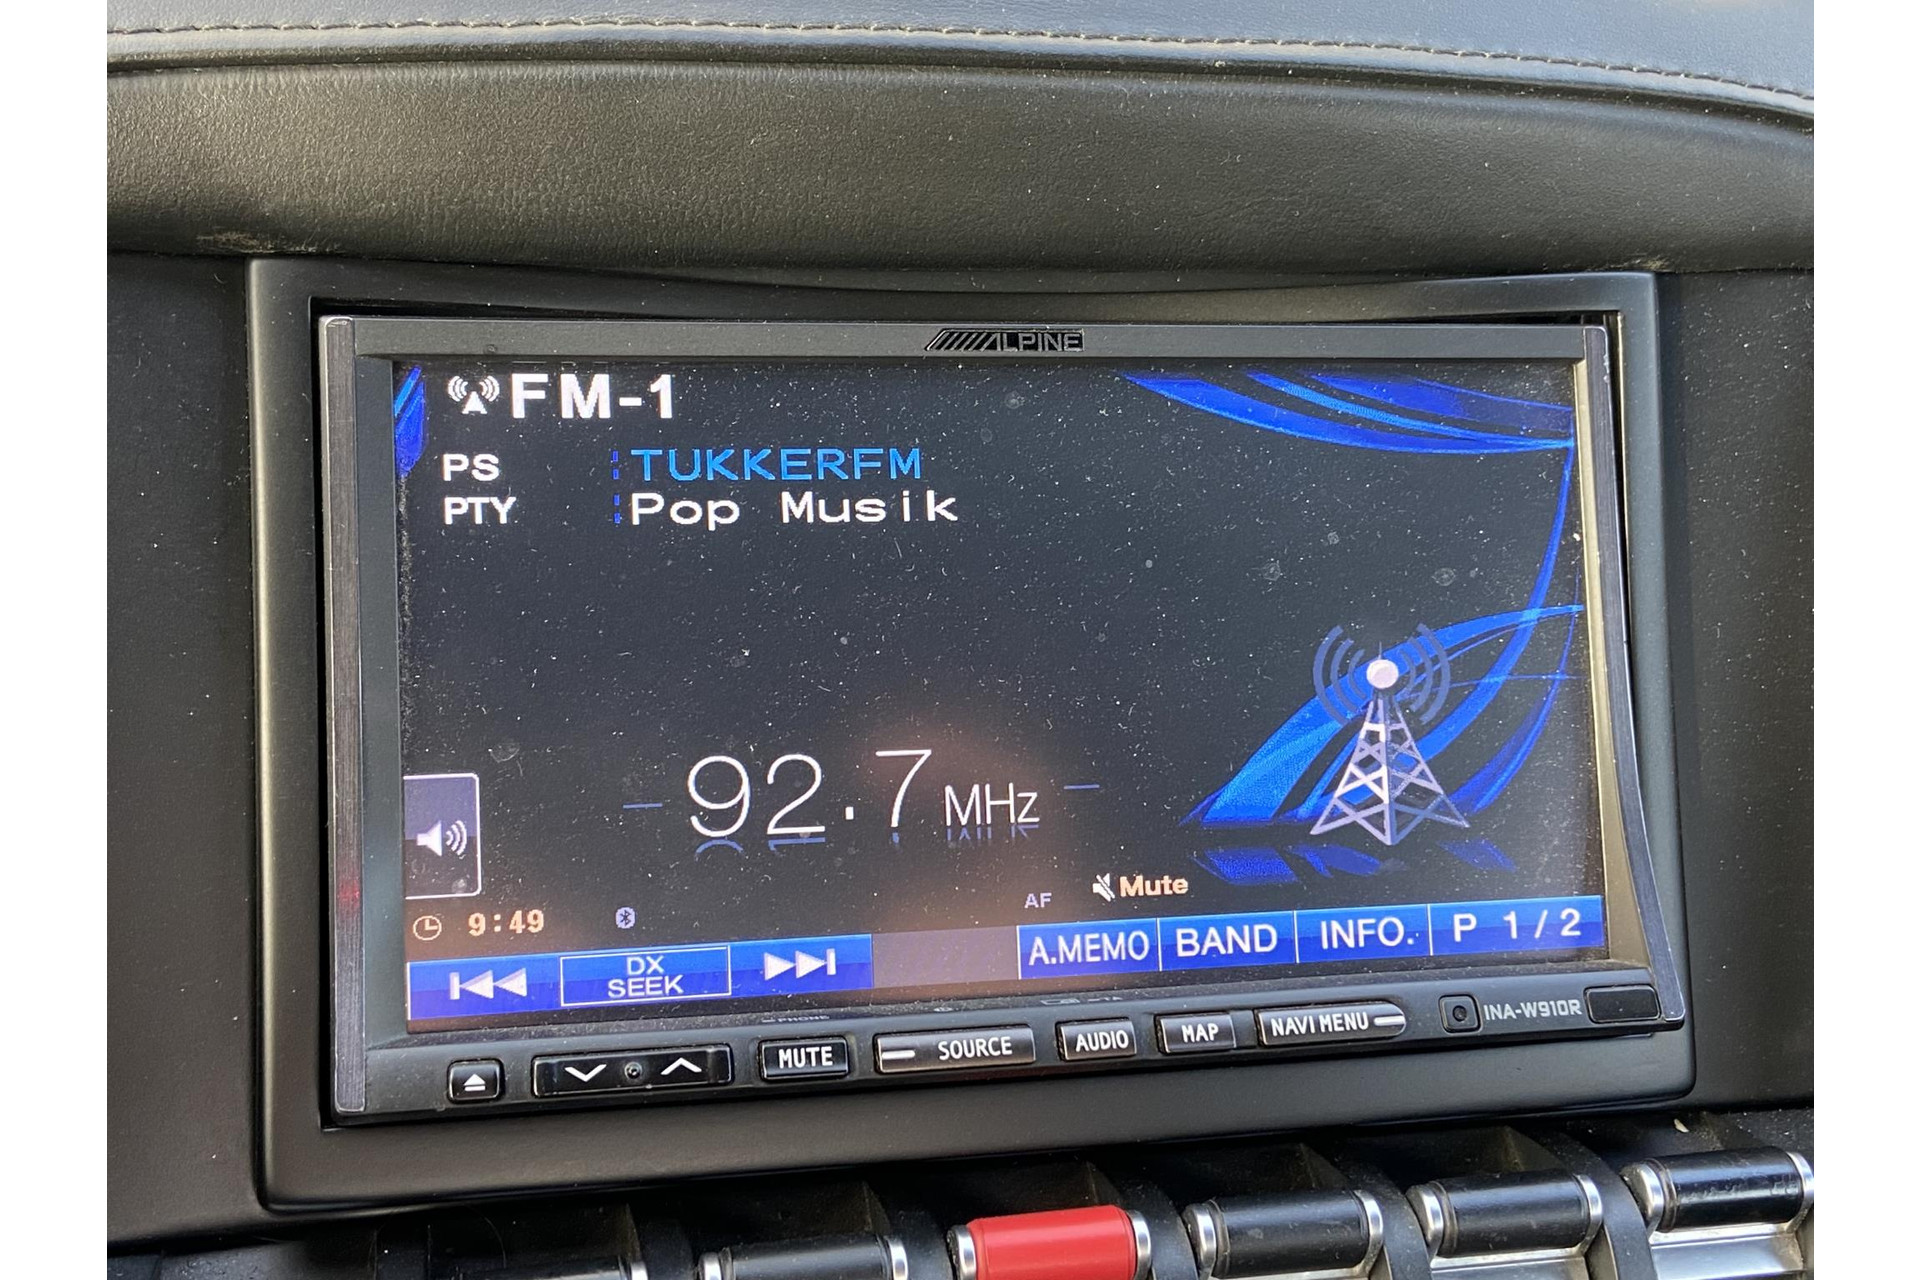 ALPINE
FM-1
PS : TUKKERFM
PTY : Pop Musik
92.7 MHz
AF Mute
9:49
DX SEEK
A.MEMO BAND INFO. P 1/2
PHONE
MUTE SOURCE AUDIO MAP NAVI MENU INA-W910R